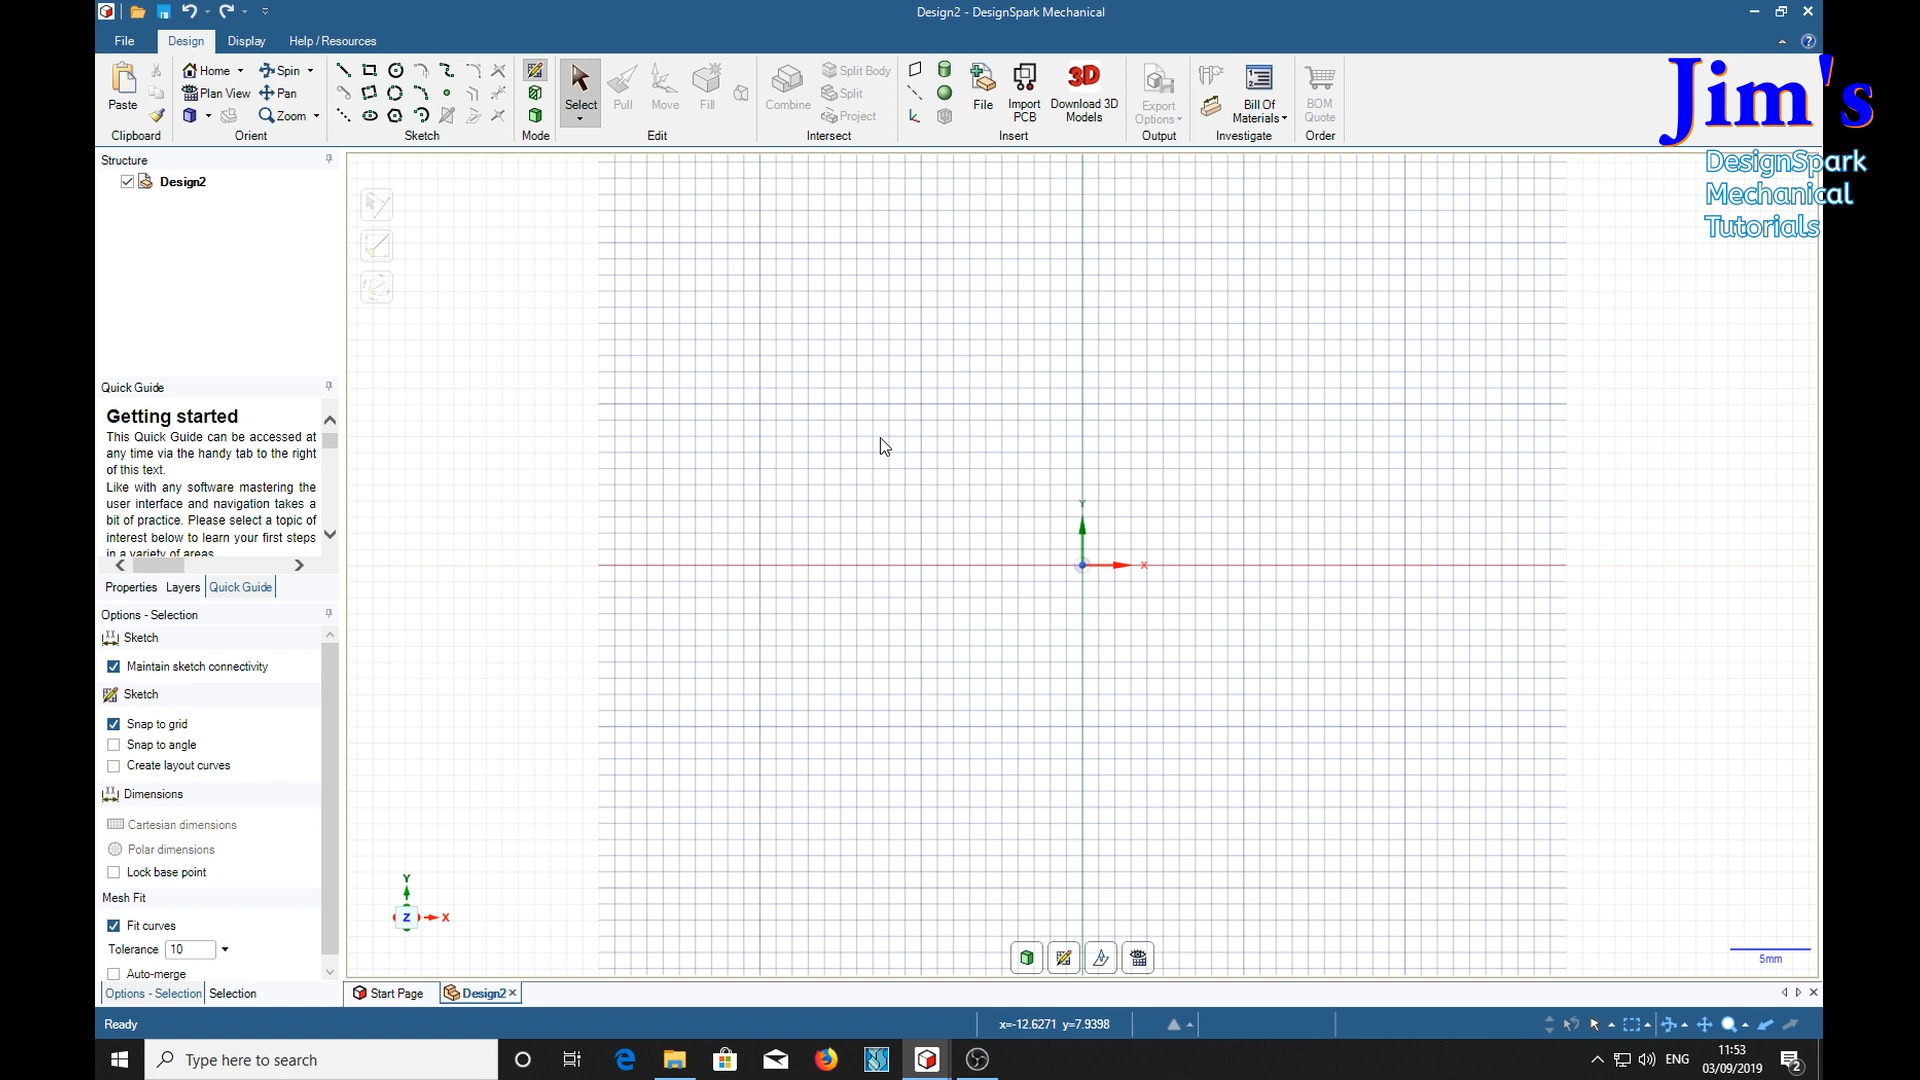 Design2 - DesignSpark Mechanical
File Design Display Help / Resources
Paste
Clipboard
Home Spin
Plan View Pan
Zoom
Orient
Sketch
Mode
Select Pull Move Fill
Edit
Combine
Split Body
Split
Project
Intersect
File Import PCB Download 3D Models
3D
Insert
Export Options
Output
Bill Of Materials
Investigate
BOM Quote
Order
Jim's
DesignSpark
Mechanical
Tutorials
Structure
Design2
Quick Guide
Getting started
This Quick Guide can be accessed at
any time via the handy tab to the right
of this text.
Like with any software mastering the
user interface and navigation takes a
bit of practice. Please select a topic of
interest below to learn your first steps
in a variety of areas
Properties Layers Quick Guide
Options - Selection
Sketch
Maintain sketch connectivity
Sketch
Snap to grid
Snap to angle
Create layout curves
Dimensions
Cartesian dimensions
Polar dimensions
Lock base point
Mesh Fit
Fit curves
Tolerance 10
Auto-merge
Options - Selection Selection
Y
X
Y
Z X
5mm
Start Page Design2
Ready
x=-12.6271 y=7.9398
Type here to search
ENG
11:53
03/09/2019
2